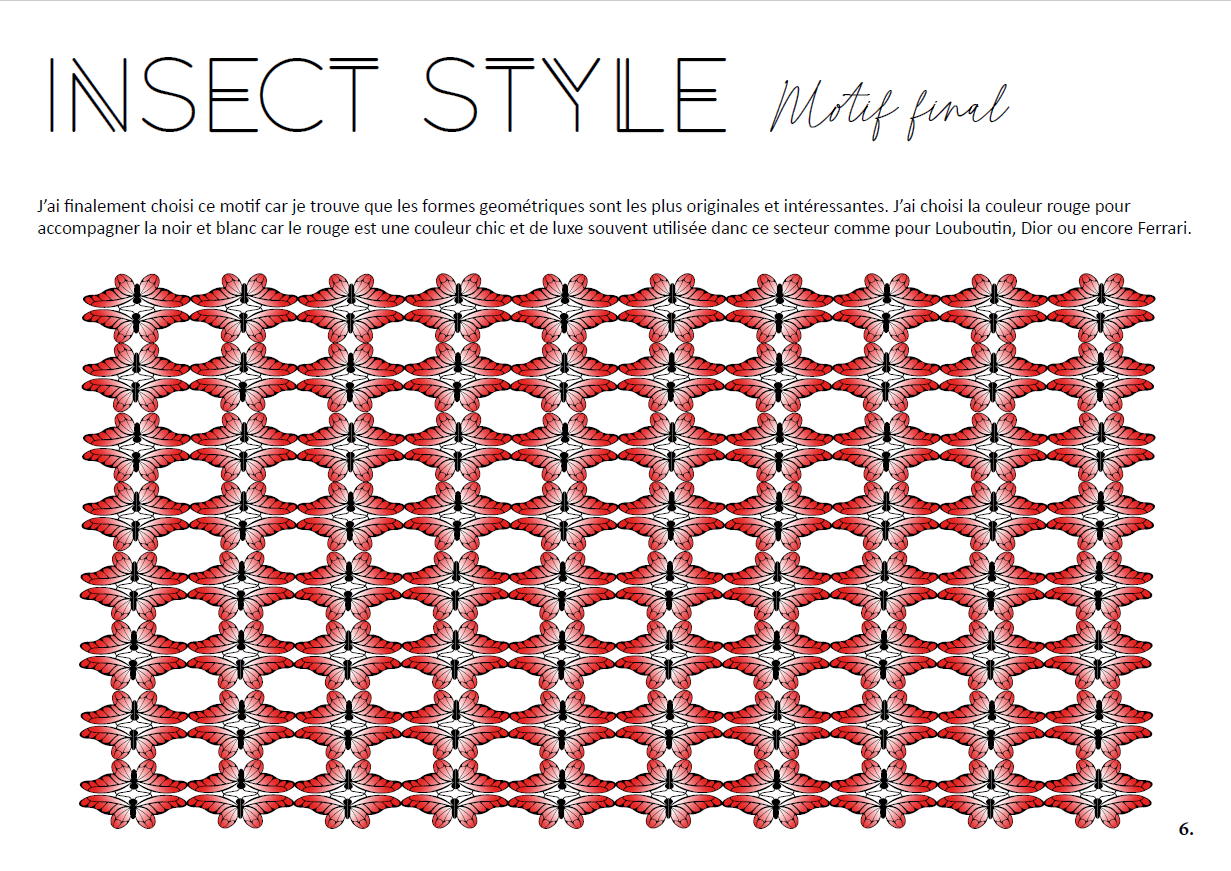 INSECT STYLE Motif final
J’ai finalement choisi ce motif car je trouve que les formes geométriques sont les plus originales et intéressantes. J’ai choisi la couleur rouge pour
accompagner la noir et blanc car le rouge est une couleur chic et de luxe souvent utilisée danc ce secteur comme pour Louboutin, Dior ou encore Ferrari.
6.